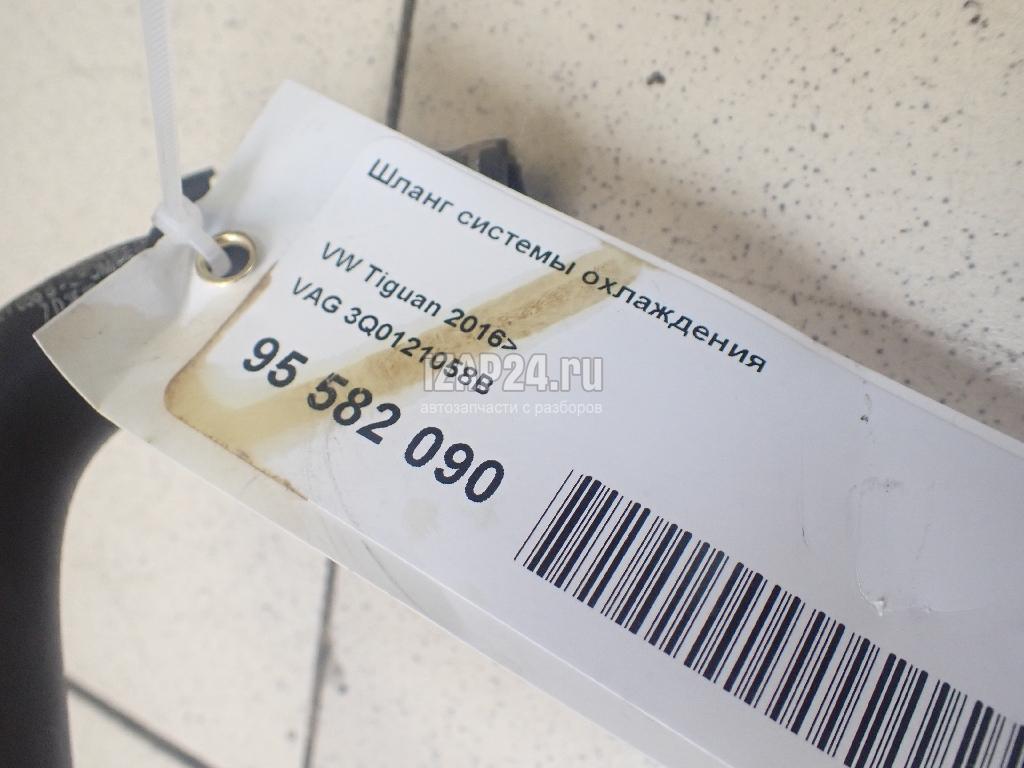 Шланг системы охлаждения
VW Tiguan 2016>
VAG 3Q0121058B
95 582 090
IZAP24.ru
автозапчасти с разборов